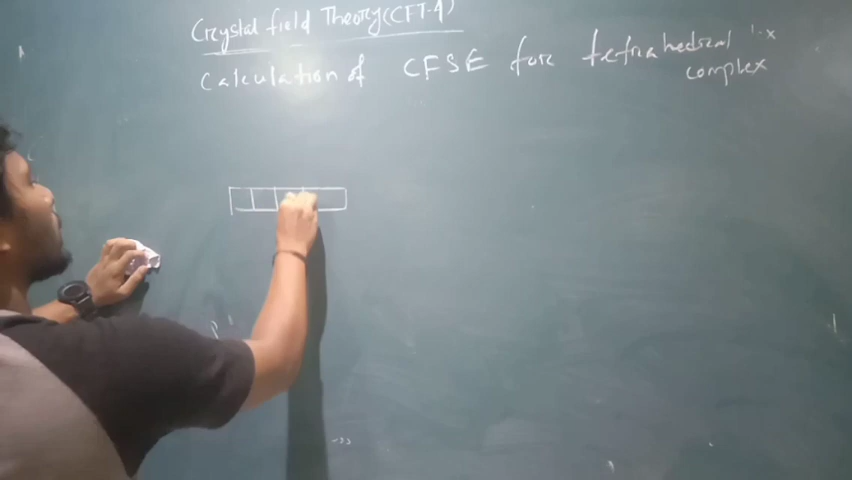 Crystal field Theory (CFT-4)
Calculation of CFSE for tetrahedral
complex